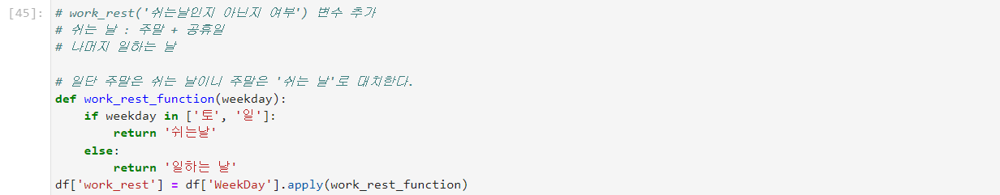 [45]: # work_rest('쉬는날인지 아닌지 여부') 변수 추가
# 쉬는 날 : 주말 + 공휴일
# 나머지 일하는 날
# 일단 주말은 쉬는 날이니 주말은 '쉬는 날'로 대치한다.
def work_rest_function(weekday):
    if weekday in ['토', '일']:
        return '쉬는날'
    else:
        return '일하는 날'
df['work_rest'] = df['WeekDay'].apply(work_rest_function)